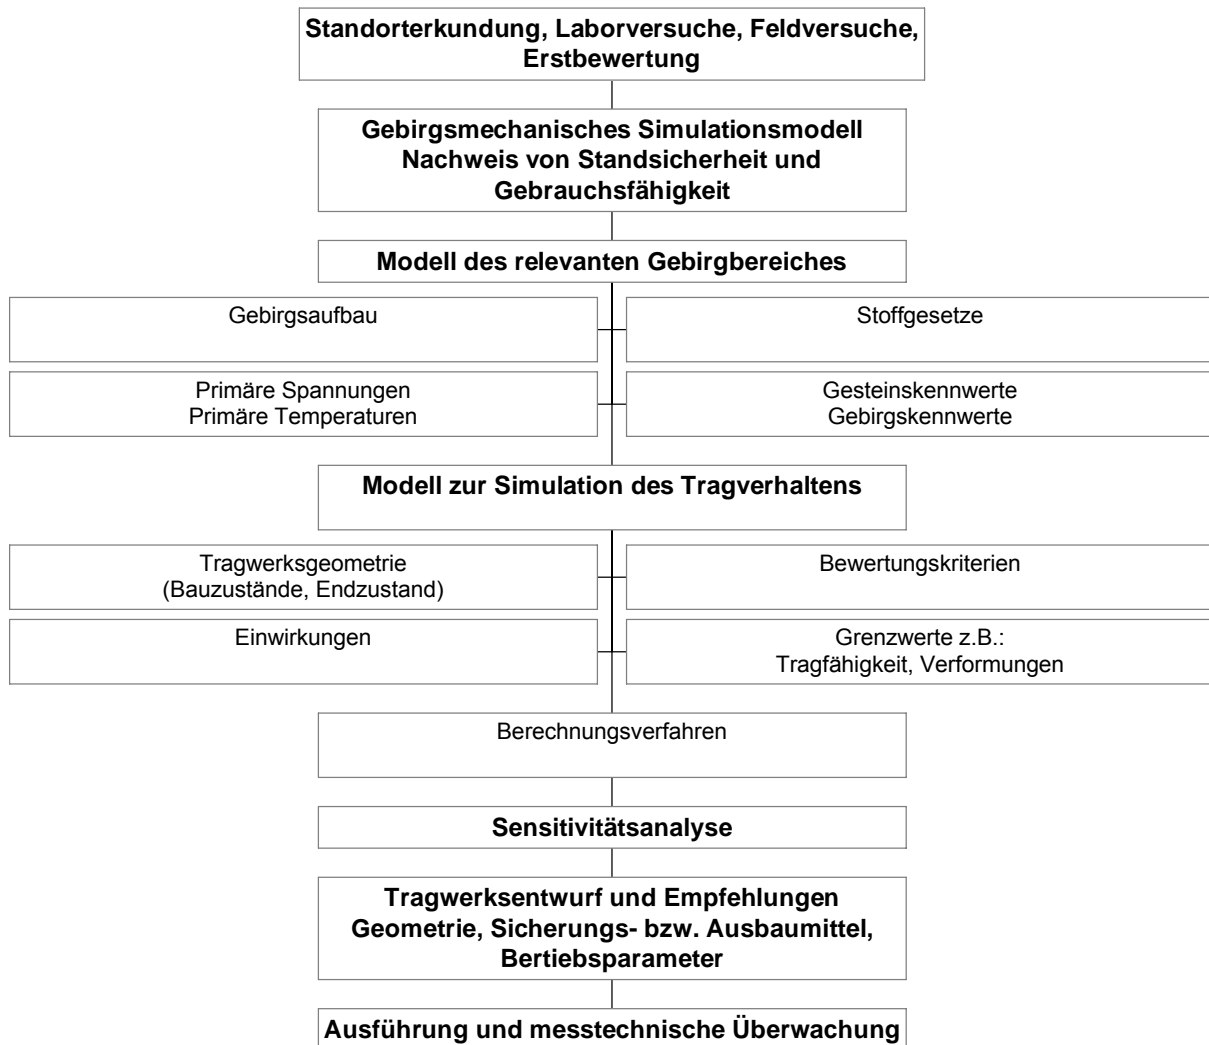 Standorterkundung, Laborversuche, Feldversuche,
Erstbewertung
Gebirgsmechanisches Simulationsmodell
Nachweis von Standsicherheit und
Gebrauchsfähigkeit
Modell des relevanten Gebirgbereiches
Gebirgsaufbau
Stoffgesetze
Primäre Spannungen
Primäre Temperaturen
Gesteinskennwerte
Gebirgskennwerte
Modell zur Simulation des Tragverhaltens
Tragwerksgeometrie
(Bauzustände, Endzustand)
Bewertungskriterien
Einwirkungen
Grenzwerte z.B.:
Tragfähigkeit, Verformungen
Berechnungsverfahren
Sensitivitätsanalyse
Tragwerksentwurf und Empfehlungen
Geometrie, Sicherungs- bzw. Ausbaumittel,
Bertiebsparameter
Ausführung und messtechnische Überwachung